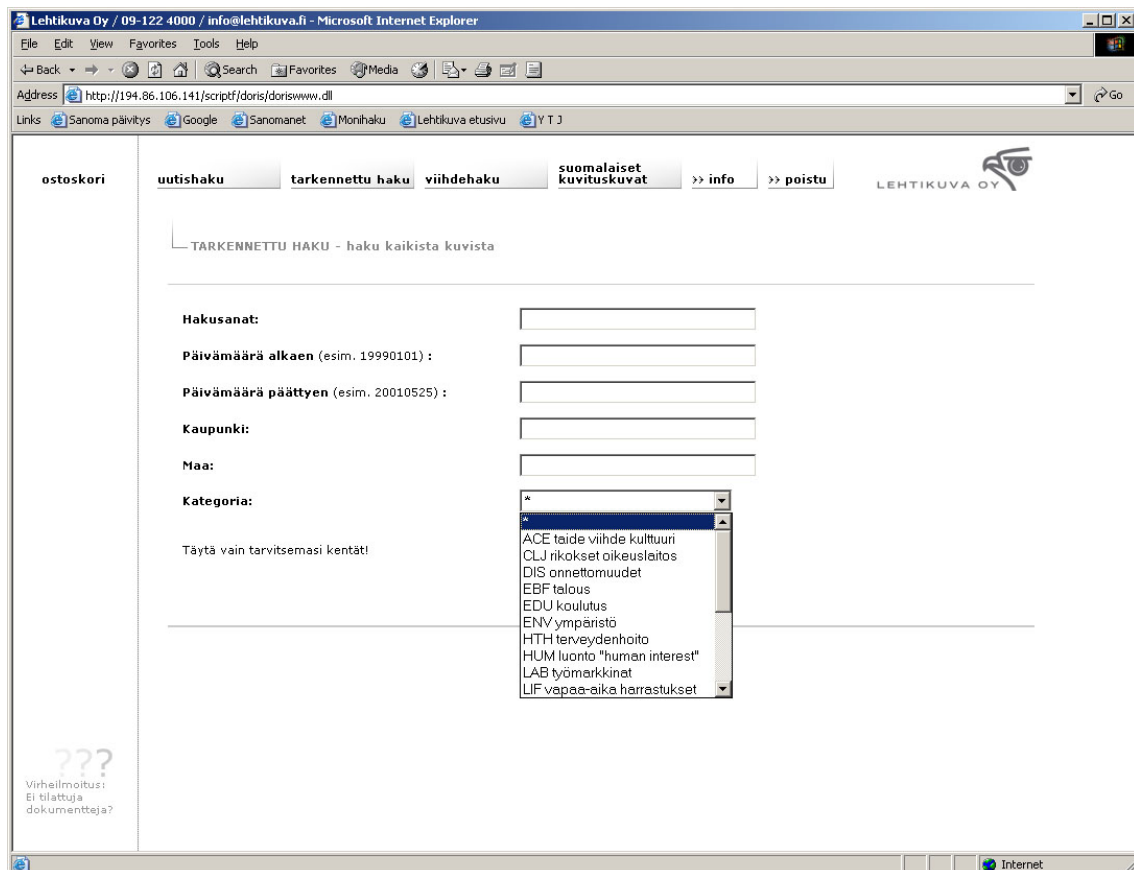 Lehtikuva Oy / 09-122 4000 / info@lehtikuva.fi - Microsoft Internet Explorer
File Edit View Favorites Tools Help
Back Search Favorites Media
Address http://194.86.106.141/scriptf/doris/doriswww.dll Go
Links Sanoma päivitys Google Sanomanet Monihaku Lehtikuva etusivu Y T J
ostoskori uutishaku tarkennettu haku viihdehaku suomalaiset kuvituskuvat >> info >> poistu LEHTIKUVA OY
TARKENNETTU HAKU - haku kaikista kuvista
Hakusanat:
Päivämäärä alkaen (esim. 19990101) :
Päivämäärä päättyen (esim. 20010525) :
Kaupunki:
Maa:
Kategoria: *
*
ACE taide viihde kulttuuri
Täytä vain tarvitsemasi kentät!
CLJ rikokset oikeuslaitos
DIS onnettomuudet
EBF talous
EDU koulutus
ENV ympäristö
HTH terveydenhoito
HUM luonto "human interest"
LAB työmarkkinat
LIF vapaa-aika harrastukset
???
Virheilmoitus:
Ei tilattuja
dokumentteja?
Internet